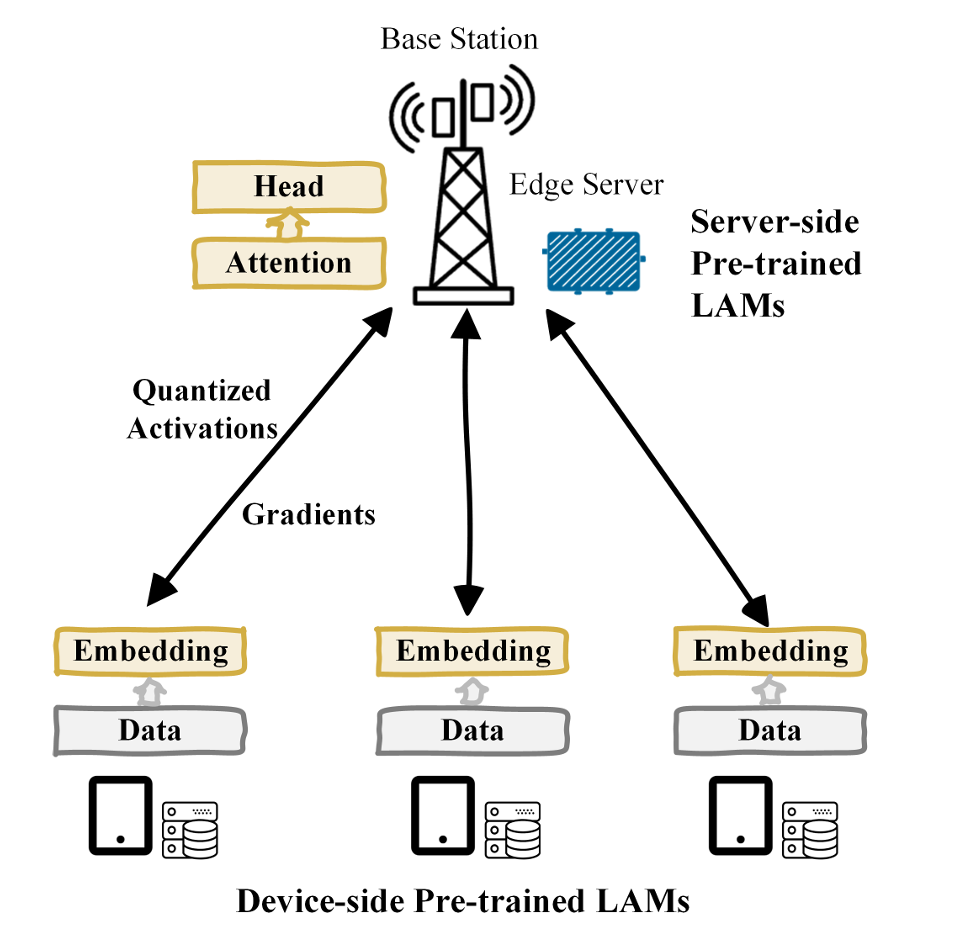 Base Station
Head
Edge Server
Attention
Server-side
Pre-trained
LAMs
Quantized
Activations
Gradients
Embedding
Embedding
Embedding
Data
Data
Data
Device-side Pre-trained LAMs